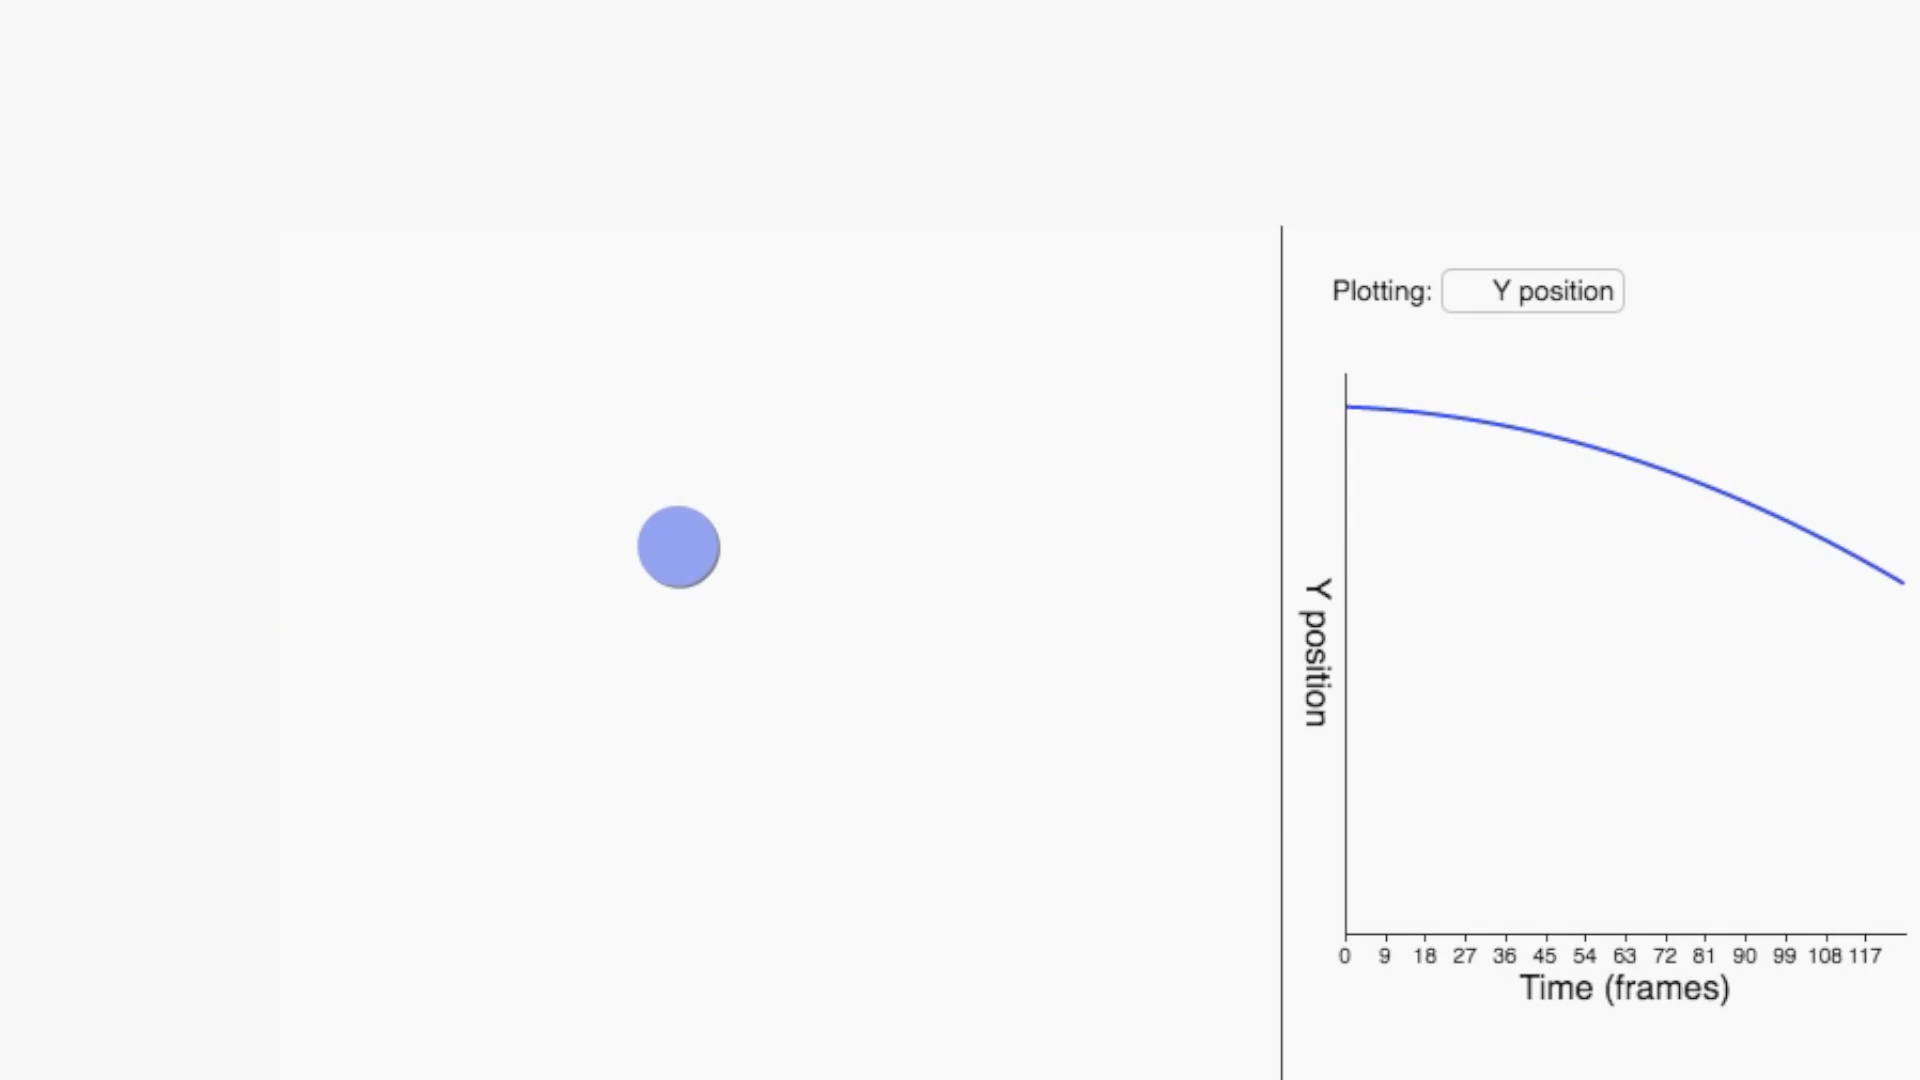 Plotting: Y position
Y position
0 9 18 27 36 45 54 63 72 81 90 99 108 117
Time (frames)